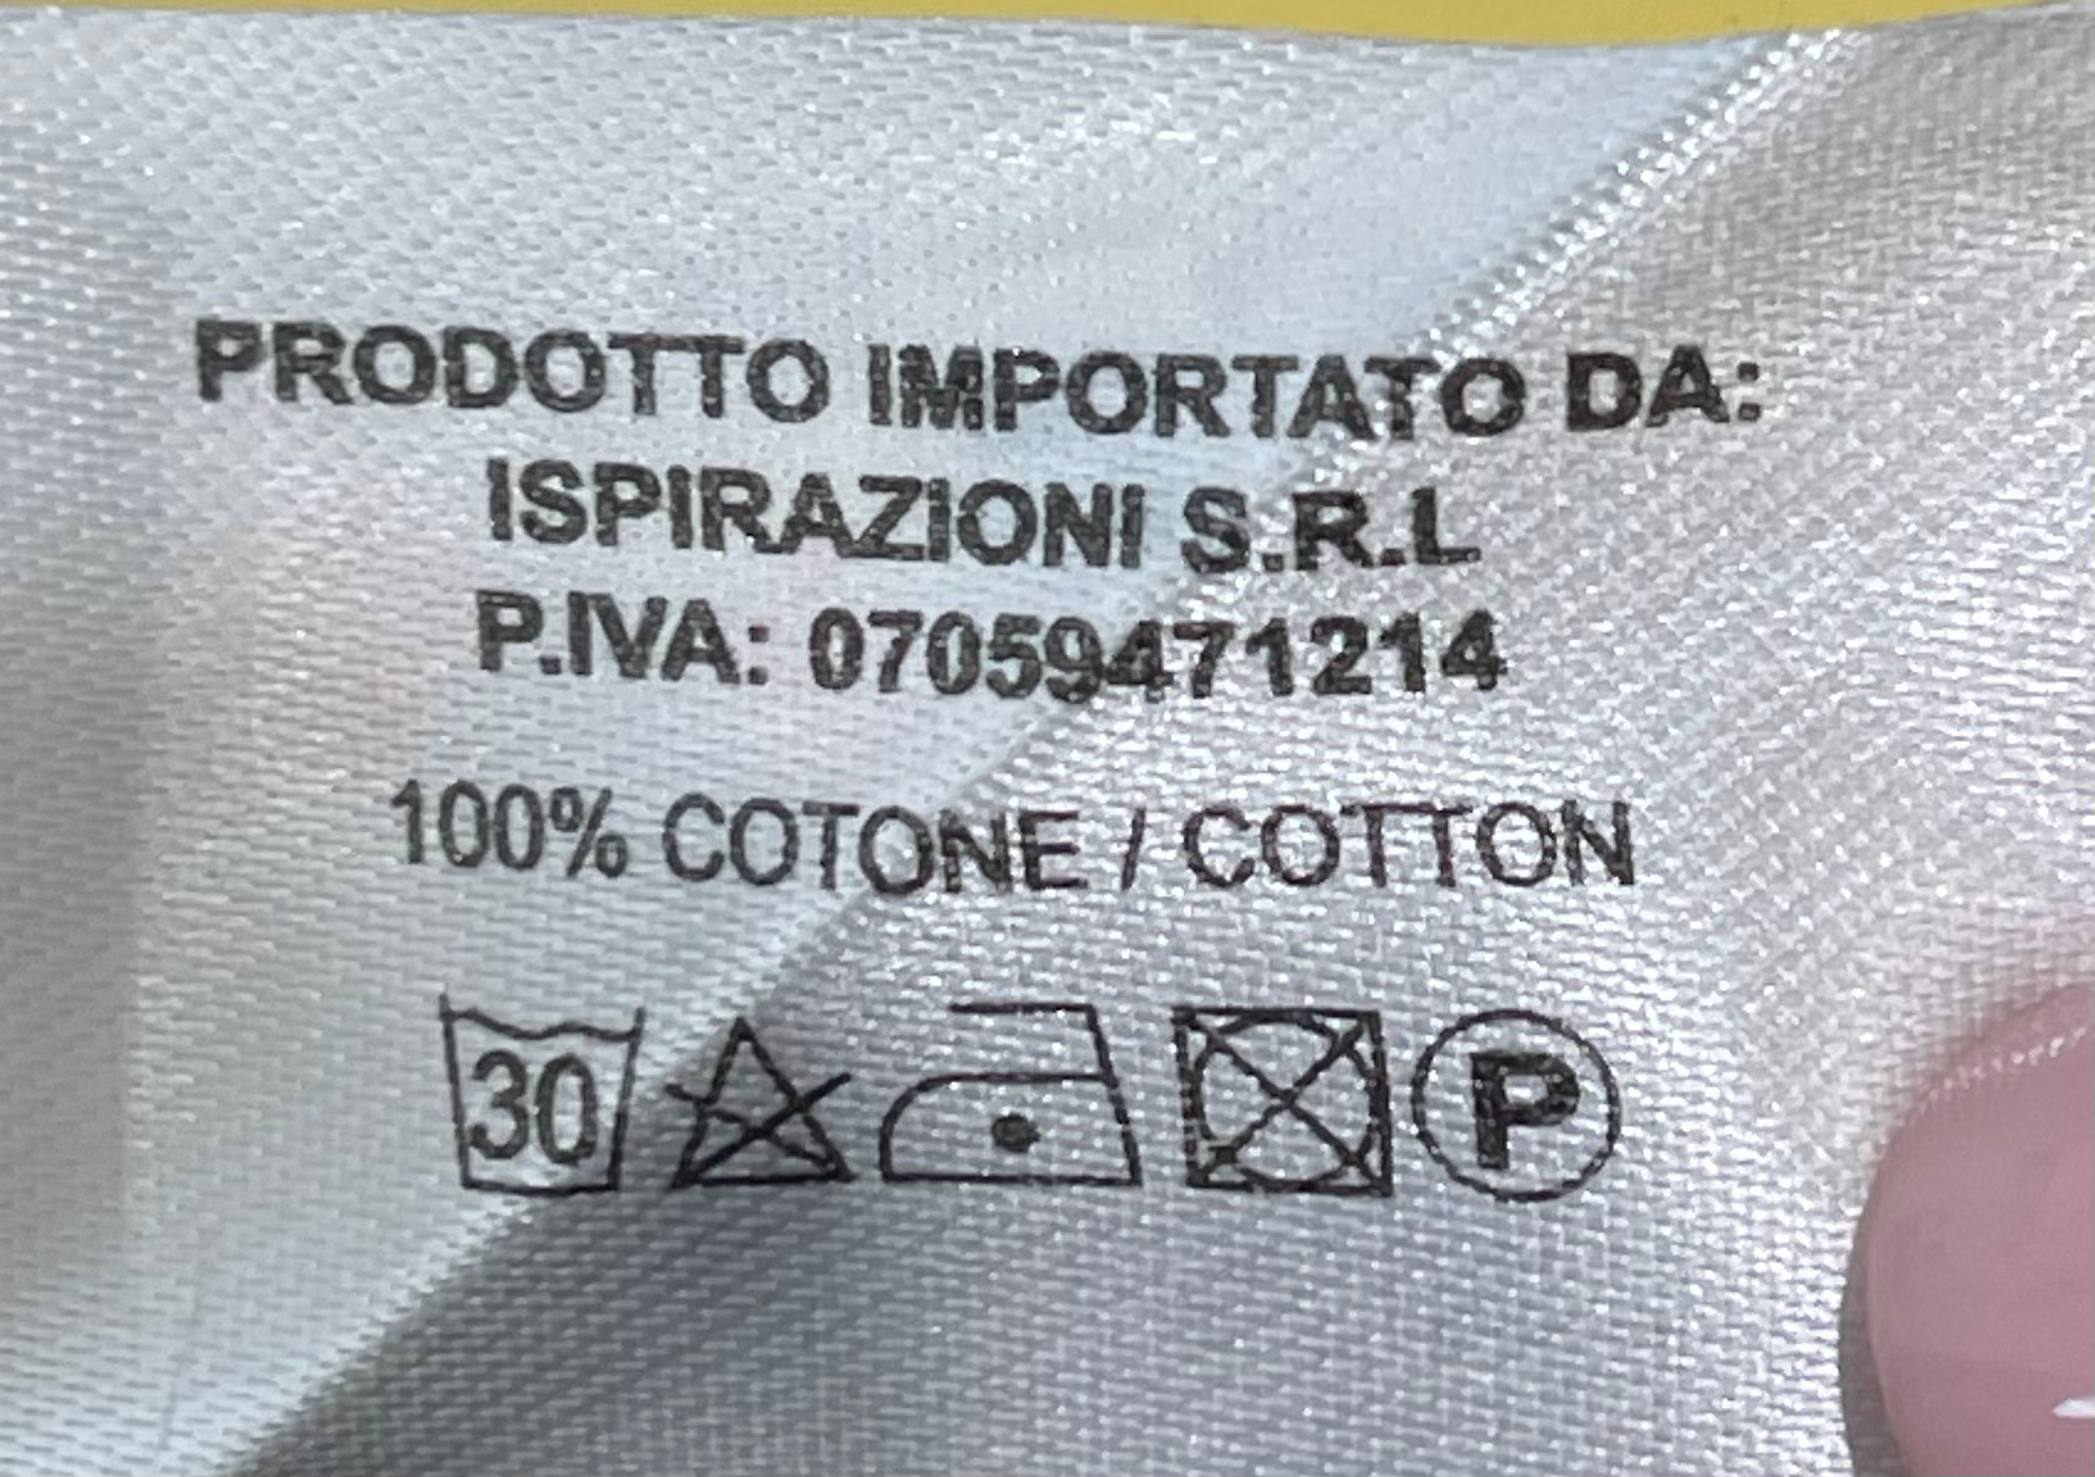 PRODOTTO IMPORTATO DA:
ISPIRAZIONI S.R.L
P.IVA: 07059471214
100% COTONE / COTTON
30 P